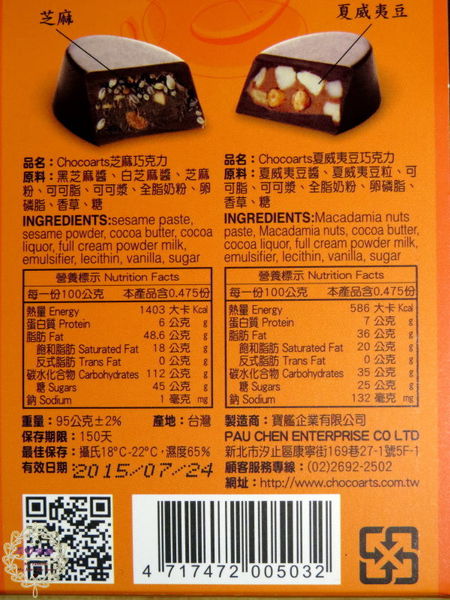 芝麻
夏威夷豆
品名：Chocoarts芝麻巧克力
原料：黑芝麻醬、白芝麻醬、芝麻
粉、可可脂、可可漿、全脂奶粉、卵
磷脂、香草、糖
INGREDIENTS:sesame paste,
sesame powder, cocoa butter, cocoa
liquor, full cream powder milk,
emulsifier, lecithin, vanilla, sugar
營養標示 Nutrition Facts
每一份100公克 本產品含0.475份
熱量 Energy 1403 大卡 Kcal
蛋白質 Protein 6 公克 g
脂肪 Fat 48.6 公克 g
飽和脂肪 Saturated Fat 18 公克 g
反式脂肪 Trans Fat 0 公克 g
碳水化合物 Carbohydrates 112 公克 g
糖 Sugars 45 公克 g
鈉 Sodium 1 毫克 mg
重量：95公克±2% 產地：台灣
保存期限：150天
最佳保存：攝氏18°C-22°C，濕度65%
有效日期 2015/07/24
品名：Chocoarts夏威夷豆巧克力
原料：夏威夷豆醬、夏威夷豆粒、可可
脂、可可漿、全脂奶粉、卵磷脂、香
草、糖
INGREDIENTS:Macadamia nuts
paste, Macadamia nuts, cocoa butter,
cocoa liquor, full cream powder milk,
emulsifier, lecithin, vanilla, sugar
營養標示 Nutrition Facts
每一份100公克 本產品含0.475份
熱量 Energy 586 大卡 Kcal
蛋白質 Protein 7 公克 g
脂肪 Fat 36 公克 g
飽和脂肪 Saturated Fat 20 公克 g
反式脂肪 Trans Fat 0 公克 g
碳水化合物 Carbohydrates 35 公克 g
糖 Sugars 25 公克 g
鈉 Sodium 132 毫克 mg
製造商：寶艦企業有限公司
PAU CHEN ENTERPRISE CO LTD
新北市汐止區康寧街169巷27-1號5F-1
顧客服務專線：(02)2692-2502
網址：http://www.chocoarts.com.tw
4 717472 005032